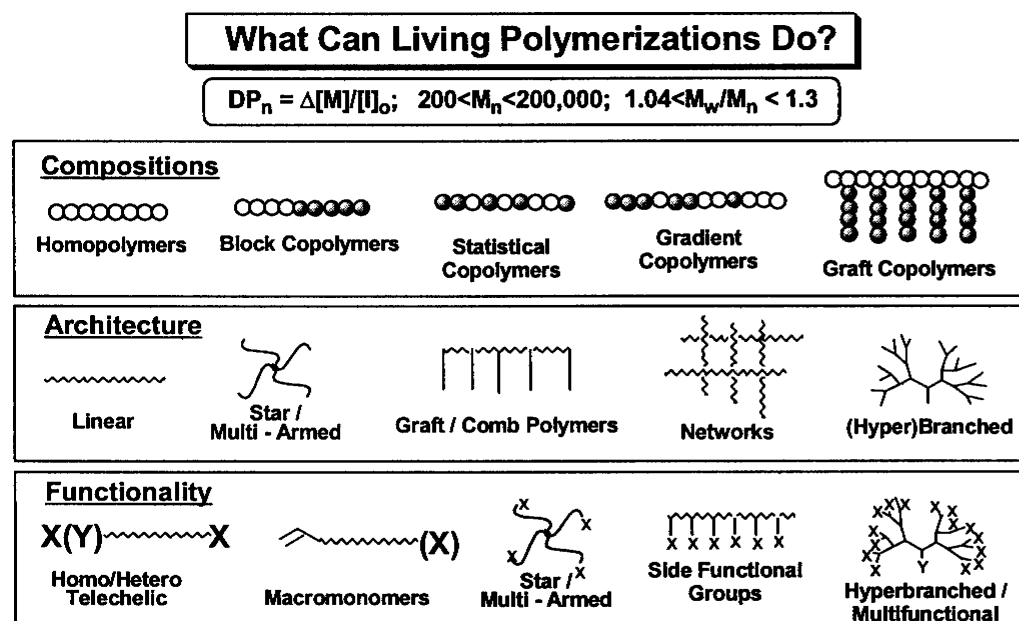 What Can Living Polymerizations Do?
DPn = Δ[M]/[I]o; 200<Mn<200,000; 1.04<Mw/Mn < 1.3
Compositions
Homopolymers
Block Copolymers
Statistical
Copolymers
Gradient
Copolymers
Graft Copolymers
Architecture
Linear
Star /
Multi - Armed
Graft / Comb Polymers
Networks
(Hyper)Branched
Functionality
X(Y) X
Homo/Hetero
Telechelic
(X)
Macromonomers
X
X
X
X
Star /
Multi - Armed
X X X X X X
Side Functional
Groups
X X X X X X X X X X X X X X X X
Y
Hyperbranched /
Multifunctional